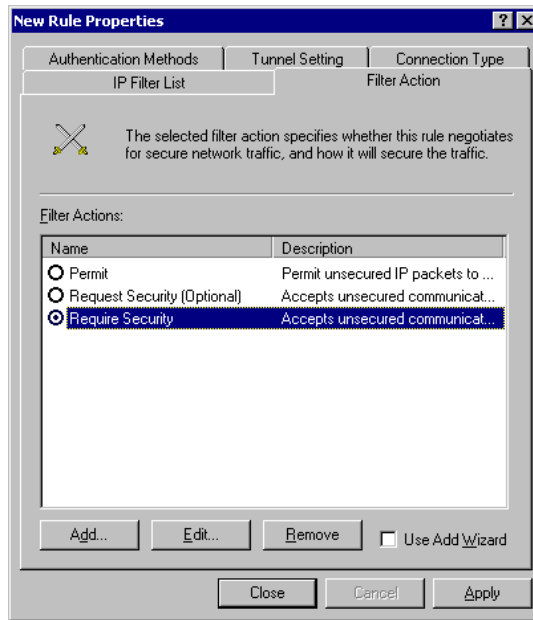 New Rule Properties
Authentication Methods Tunnel Setting Connection Type
IP Filter List Filter Action
The selected filter action specifies whether this rule negotiates
for secure network traffic, and how it will secure the traffic.
Filter Actions:
Name Description
Permit Permit unsecured IP packets to ...
Request Security (Optional) Accepts unsecured communicat...
Require Security Accepts unsecured communicat...
Add... Edit... Remove Use Add Wizard
Close Cancel Apply